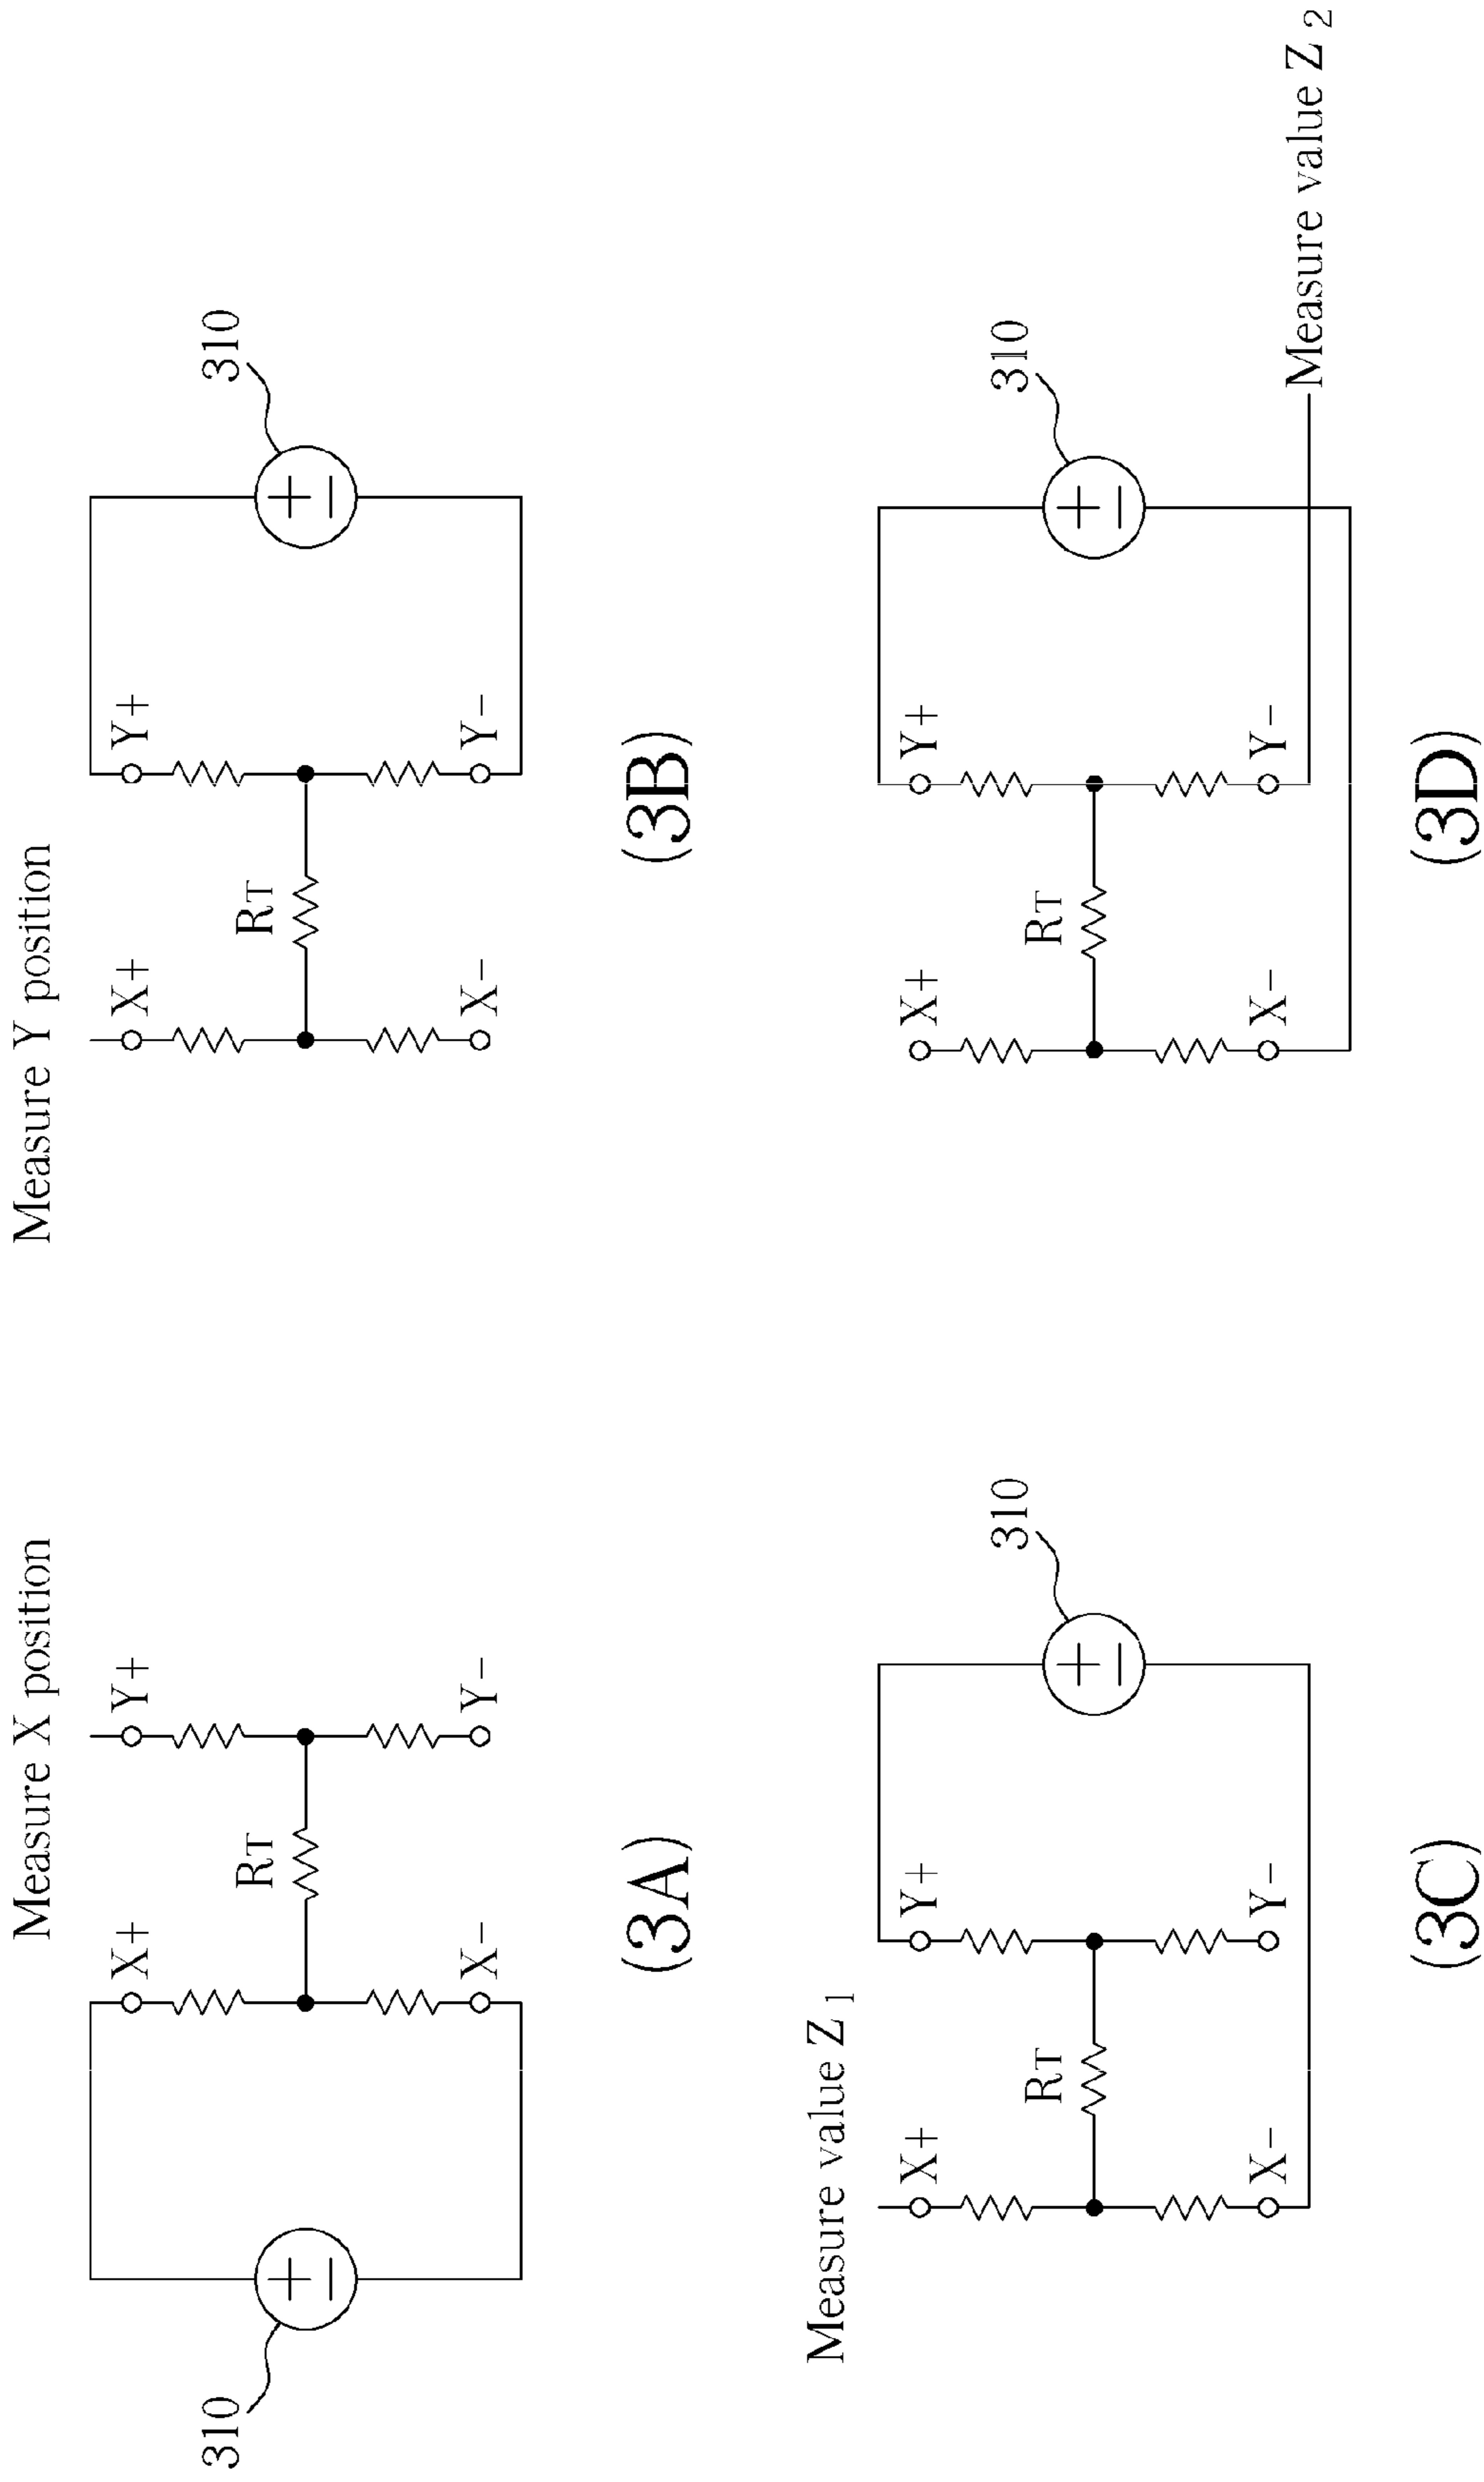 Measure X position
X+
Y+
310
RT
X-
Y-
(3A)
Measure Y position
X+
Y+
310
RT
X-
Y-
(3B)
Measure value Z1
X+
Y+
310
RT
X-
Y-
(3C)
X+
Y+
310
RT
X-
Y-
Measure value Z2
(3D)